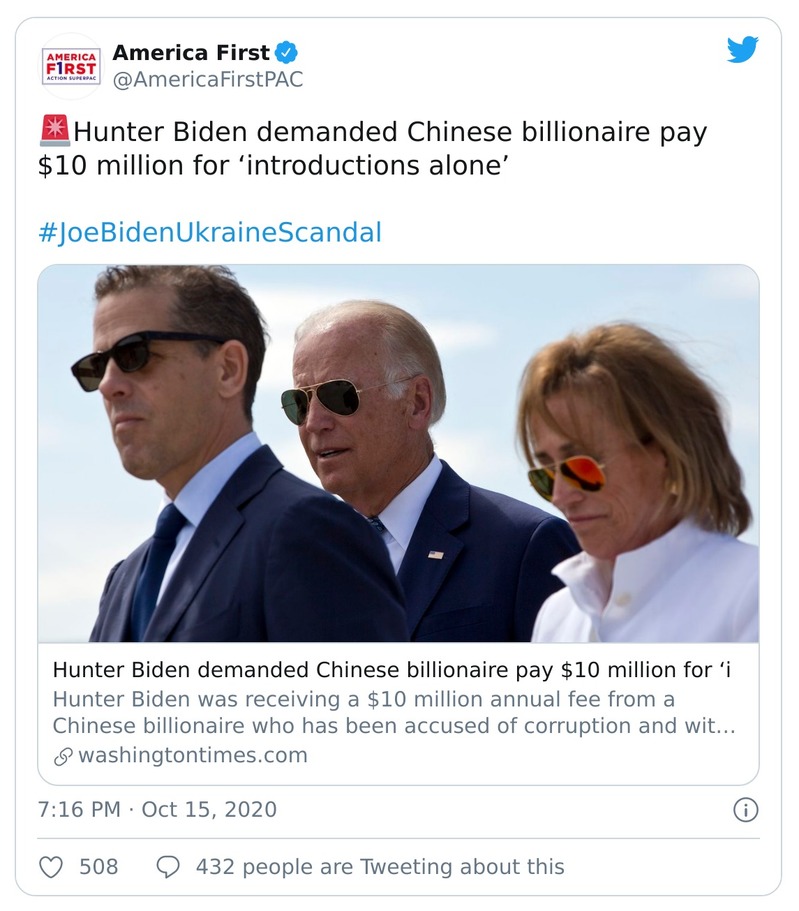 AMERICA
F1RST
ACTION SUPERPAC
America First
@AmericaFirstPAC
🚨Hunter Biden demanded Chinese billionaire pay
$10 million for ‘introductions alone’
#JoeBidenUkraineScandal
Hunter Biden demanded Chinese billionaire pay $10 million for ‘i
Hunter Biden was receiving a $10 million annual fee from a
Chinese billionaire who has been accused of corruption and wit...
washingtontimes.com
7:16 PM · Oct 15, 2020
508
432 people are Tweeting about this